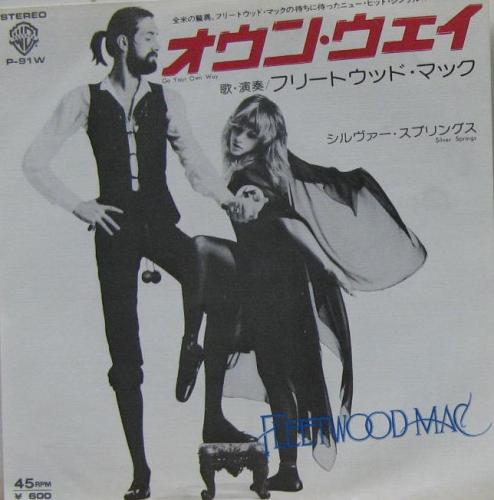 STEREO
P-91W
全米の驚異、フリートウッド・マックの待ちに待ったニュー・ヒット・シングル!!
オウン・ウェイ
Go Your Own Way
歌・演奏/フリートウッド・マック
シルヴァー・スプリングス
Silver Springs
FLEETWOOD MAC
45RPM
¥ 600